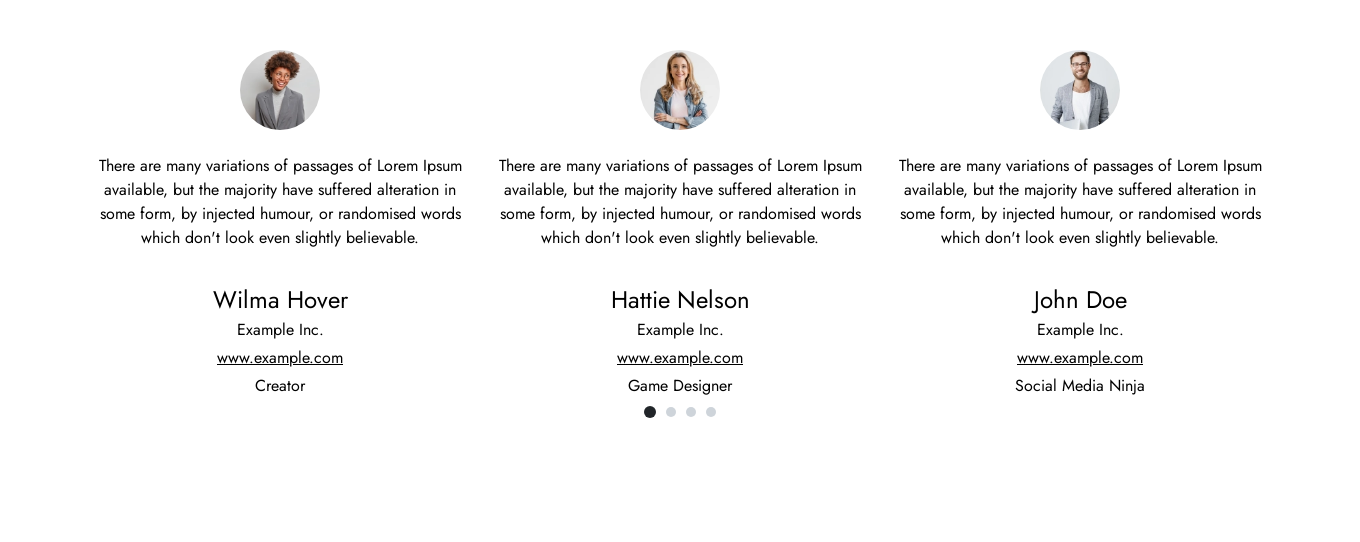 There are many variations of passages of Lorem Ipsum
available, but the majority have suffered alteration in
some form, by injected humour, or randomised words
which don't look even slightly believable.
Wilma Hover
Example Inc.
www.example.com
Creator
There are many variations of passages of Lorem Ipsum
available, but the majority have suffered alteration in
some form, by injected humour, or randomised words
which don't look even slightly believable.
Hattie Nelson
Example Inc.
www.example.com
Game Designer
There are many variations of passages of Lorem Ipsum
available, but the majority have suffered alteration in
some form, by injected humour, or randomised words
which don't look even slightly believable.
John Doe
Example Inc.
www.example.com
Social Media Ninja